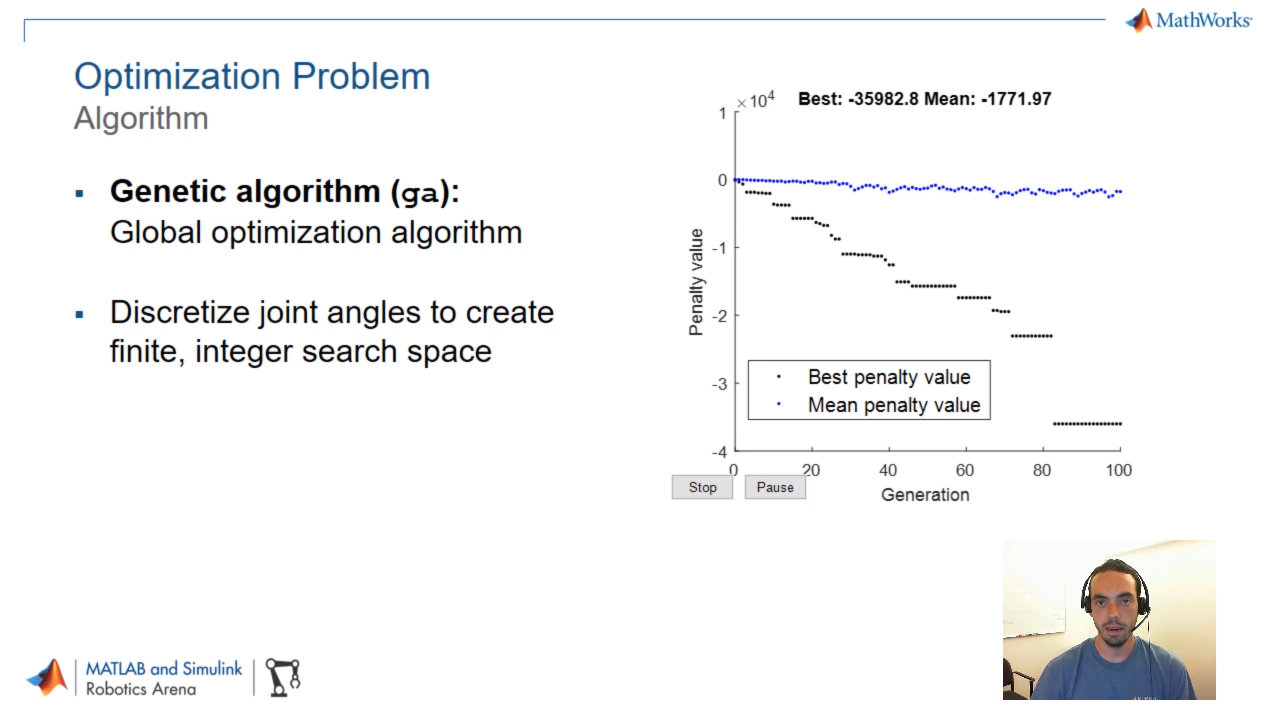 MathWorks
Optimization Problem
Algorithm
Genetic algorithm (ga):
Global optimization algorithm
Discretize joint angles to create
finite, integer search space
×10⁴
Best: -35982.8 Mean: -1771.97
1
0
-1
-2
-3
-4
Penalty value
Best penalty value
Mean penalty value
0 20 40 60 80 100
Generation
Stop Pause
MATLAB and Simulink
Robotics Arena